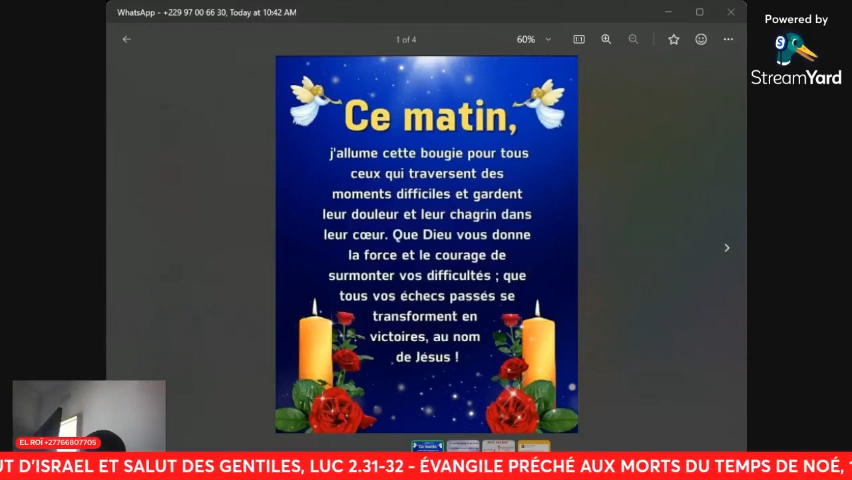 WhatsApp - +229 97 00 66 30, Today at 10:42 AM
1 of 4
60%
Powered by
StreamYard
Ce matin,
j'allume cette bougie pour tous
ceux qui traversent des
moments difficiles et gardent
leur douleur et leur chagrin dans
leur cœur. Que Dieu vous donne
la force et le courage de
surmonter vos difficultés ; que
tous vos échecs passés se
transforment en
victoires, au nom
de Jésus !
EL ROI +27766807705
UT D'ISRAEL ET SALUT DES GENTILES, LUC 2.31-32 - ÉVANGILE PRÉCHÉ AUX MORTS DU TEMPS DE NOÉ,